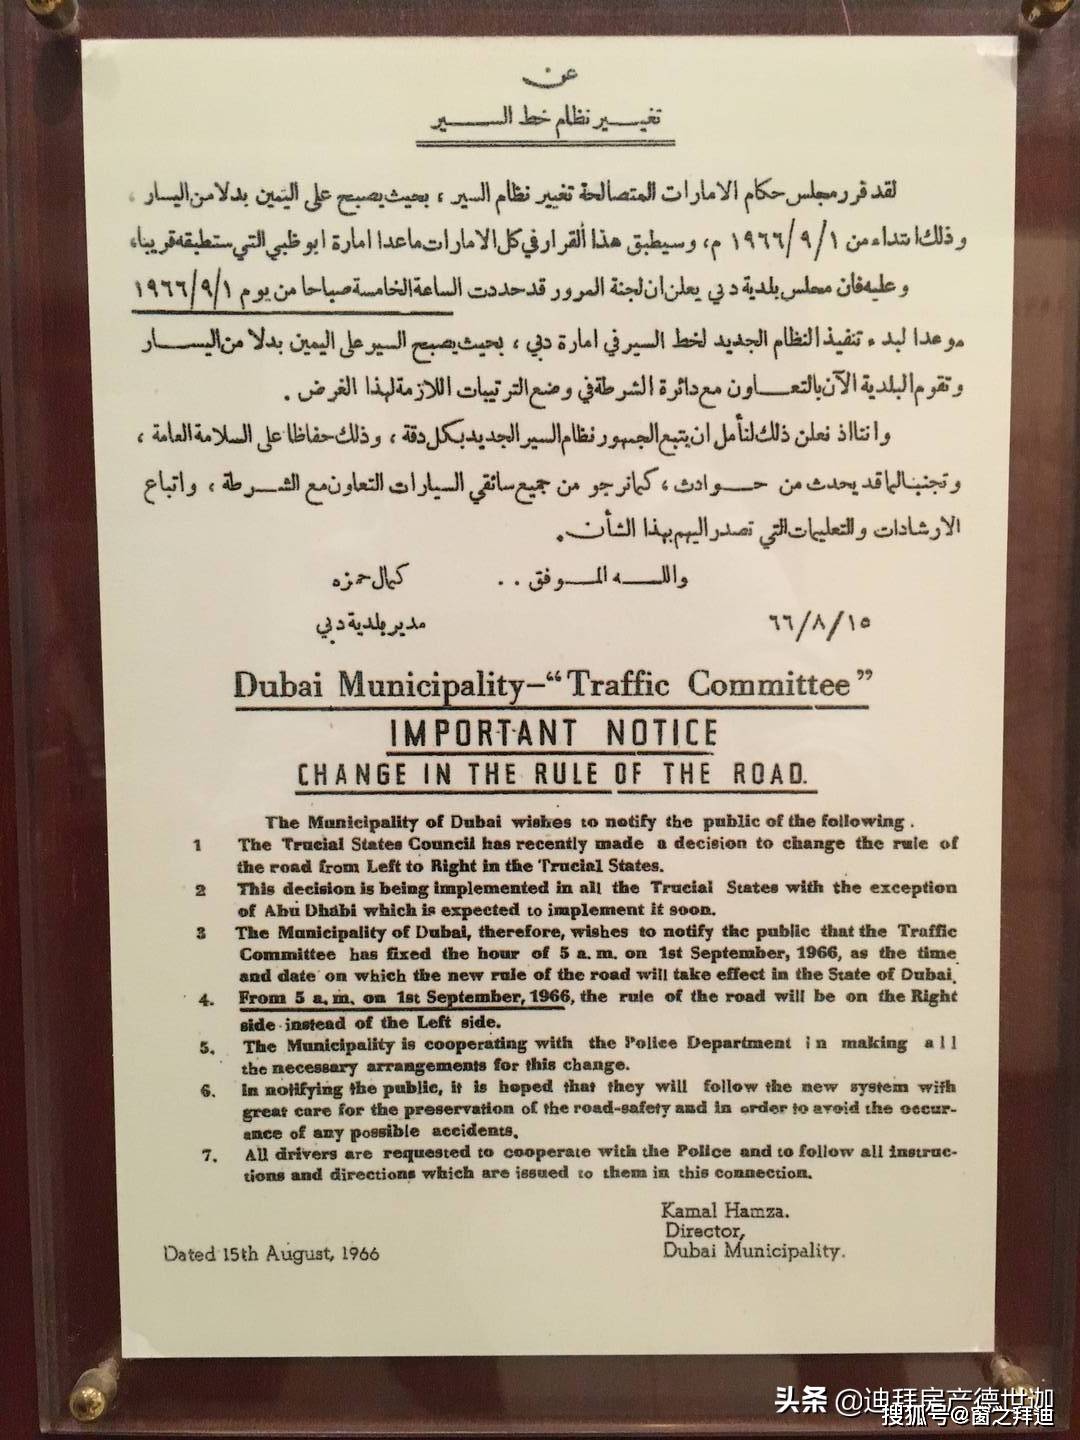 عن
تغيير نظام خط السير
لقد قرر مجلس حكام الامارات المتصالحة تغيير نظام السير ، بحيث يصبح على اليمين بدلا من اليسار ،
وذلك ابتداء من ١/٩/١٩٦٦ م، وسيطبق هذا القرار في كل الامارات ما عدا امارة ابو ظبي التي ستطبقه قريبا،
وعليه فان مجلس بلدية دبي يعلن ان لجنة المرور قد حددت الساعة الخامسة صباحا من يوم ١/٩/١٩٦٦
موعدا لبدء تنفيذ النظام الجديد لخط السير في امارة دبي ، بحيث يصبح السير على اليمين بدلا من اليسار
وتقوم البلدية الآن بالتعاون مع دائرة الشرطة في وضع الترتيبات اللازمة لهذا الغرض .
واننا اذ نعلن ذلك لنأمل ان يتبع الجمهور نظام السير الجديد بكل دقة ، وذلك حفاظا على السلامة العامة ،
وتجنبا لما قد يحدث من حوادث ، كما نرجو من جميع سائقي السيارات التعاون مع الشرطة ، واتباع
الارشادات والتعليمات التي تصدر اليهم بهذا الشأن .
والله الموفق . .
كمال حمزه
٦٦/٨/١٥
مدير بلدية دبي
Dubai Municipality–“Traffic Committee”
IMPORTANT NOTICE
CHANGE IN THE RULE OF THE ROAD.
The Municipality of Dubai wishes to notify the public of the following .
1 The Trucial States Council has recently made a decision to change the rule of
the road from Left to Right in the Trucial States.
2 This decision is being implemented in all the Trucial States with the exception
of Abu Dhabi which is expected to implement it soon.
3 The Municipality of Dubai, therefore, wishes to notify the public that the Traffic
Committee has fixed the hour of 5 a. m. on 1st September, 1966, as the time
and date on which the new rule of the road will take effect in the State of Dubai.
4. From 5 a. m. on 1st September, 1966, the rule of the road will be on the Right
side instead of the Left side.
5. The Municipality is cooperating with the Police Department in making all
the necessary arrangements for this change.
6. In notifying the public, it is hoped that they will follow the new system with
great care for the preservation of the road-safety and in order to avoid the occur-
ance of any possible accidents.
7. All drivers are requested to cooperate with the Police and to follow all instruc-
tions and directions which are issued to them in this connection.
Kamal Hamza.
Director,
Dubai Municipality.
Dated 15th August, 1966
头条 @迪拜房产德世迦
搜狐号@窗之拜迪